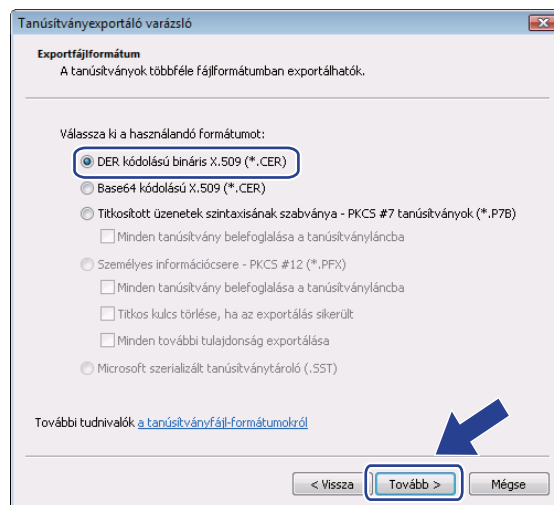 Tanúsítványexportáló varázsló
Exportfájlformátum
A tanúsítványok többféle fájlformátumban exportálhatók.
Válassza ki a használandó formátumot:
DER kódolású bináris X.509 (*.CER)
Base64 kódolású X.509 (*.CER)
Titkosított üzenetek szintaxisának szabványa - PKCS #7 tanúsítványok (*.P7B)
Minden tanúsítvány belefoglalása a tanúsítványláncba
Személyes információcsere - PKCS #12 (*.PFX)
Minden tanúsítvány belefoglalása a tanúsítványláncba
Titkos kulcs törlése, ha az exportálás sikerült
Minden további tulajdonság exportálása
Microsoft szerializált tanúsítványtároló (.SST)
További tudnivalók a tanúsítványfájl-formátumokról
< Vissza Tovább > Mégse